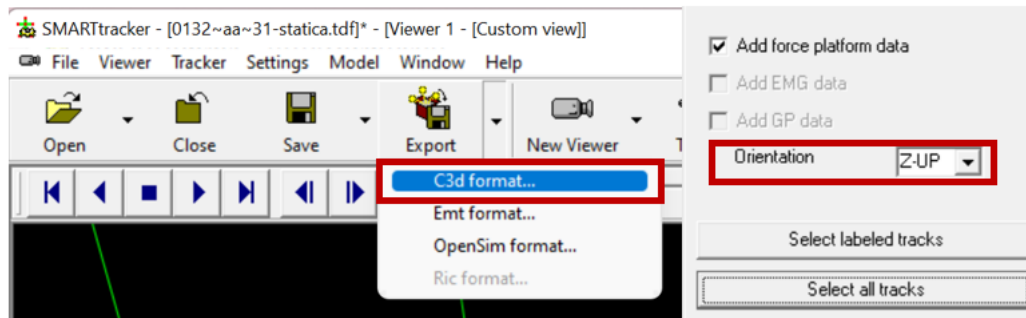 SMARTtracker - [0132~aa~31-statica.tdf]* - [Viewer 1 - [Custom view]]
File Viewer Tracker Settings Model Window Help
Open Close Save Export New Viewer
C3d format...
Emt format...
OpenSim format...
Ric format...
Add force platform data
Add EMG data
Add GP data
Orientation Z-UP
Select labeled tracks
Select all tracks